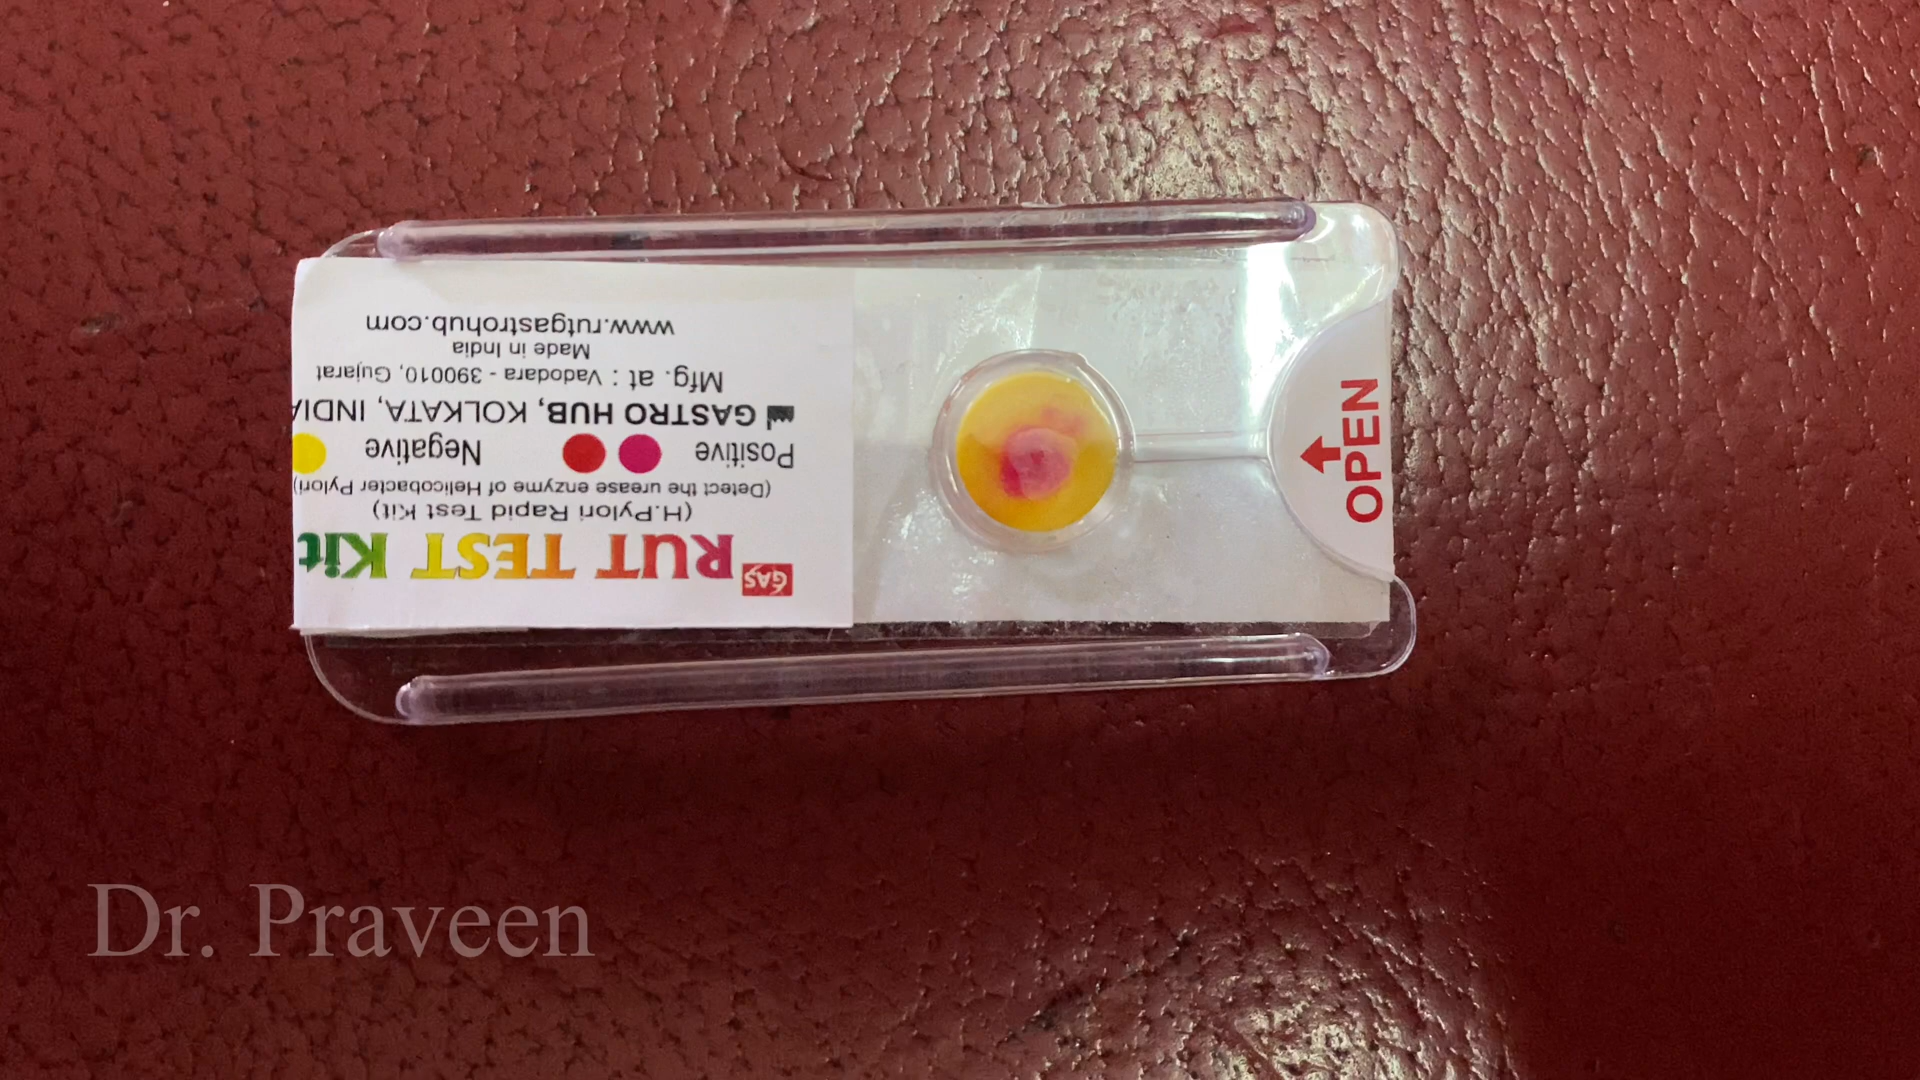 GAS RUT TEST Kit
(H.Pylori Rapid Test Kit)
(Detect the urease enzyme of Helicobacter Pylori)
Positive Negative
GASTRO HUB, KOLKATA, INDIA
Mfg. at : Vadodara - 390010, Gujarat
Made in India
www.rutgastrohub.com
OPEN
Dr. Praveen